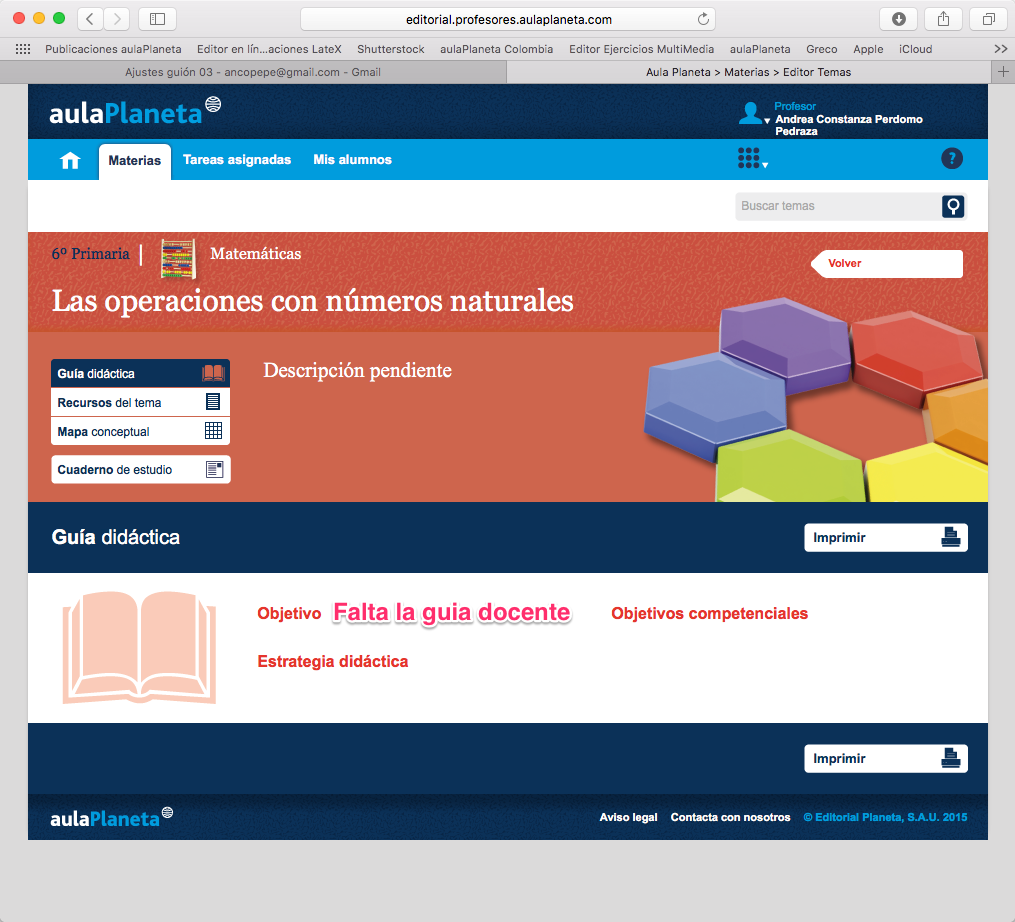 editorial.profesores.aulaplaneta.com
Publicaciones aulaPlaneta Editor en lín...aciones LateX Shutterstock aulaPlaneta Colombia Editor Ejercicios MultiMedia aulaPlaneta Greco Apple iCloud >>
Ajustes guión 03 - ancopepe@gmail.com - Gmail
Aula Planeta > Materias > Editor Temas
aulaPlaneta
Profesor
Andrea Constanza Perdomo
Pedraza
Materias Tareas asignadas Mis alumnos
?
Buscar temas
6º Primaria Matemáticas
Volver
Las operaciones con números naturales
Guía didáctica
Descripción pendiente
Recursos del tema
Mapa conceptual
Cuaderno de estudio
Guía didáctica
Imprimir
Objetivo Falta la guia docente Objetivos competenciales
Estrategia didáctica
Imprimir
aulaPlaneta
Aviso legal Contacta con nosotros © Editorial Planeta, S.A.U. 2015